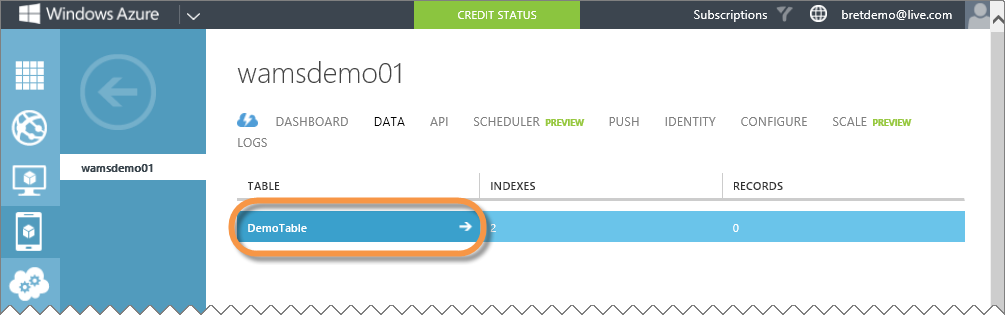 Windows Azure CREDIT STATUS Subscriptions bretdemo@live.com
wamsdemo01
wamsdemo01
DASHBOARD DATA API SCHEDULER PREVIEW PUSH IDENTITY CONFIGURE SCALE PREVIEW
LOGS
TABLE INDEXES RECORDS
DemoTable 2 0